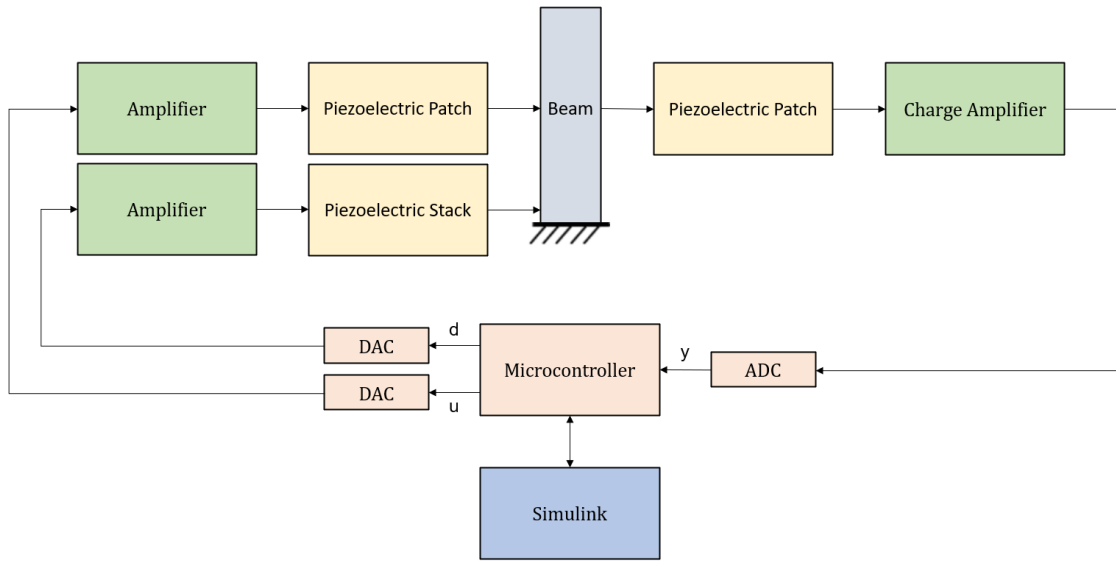 Amplifier
Piezoelectric Patch
Beam
Piezoelectric Patch
Charge Amplifier
Amplifier
Piezoelectric Stack
DAC
d
Microcontroller
y
ADC
DAC
u
Simulink